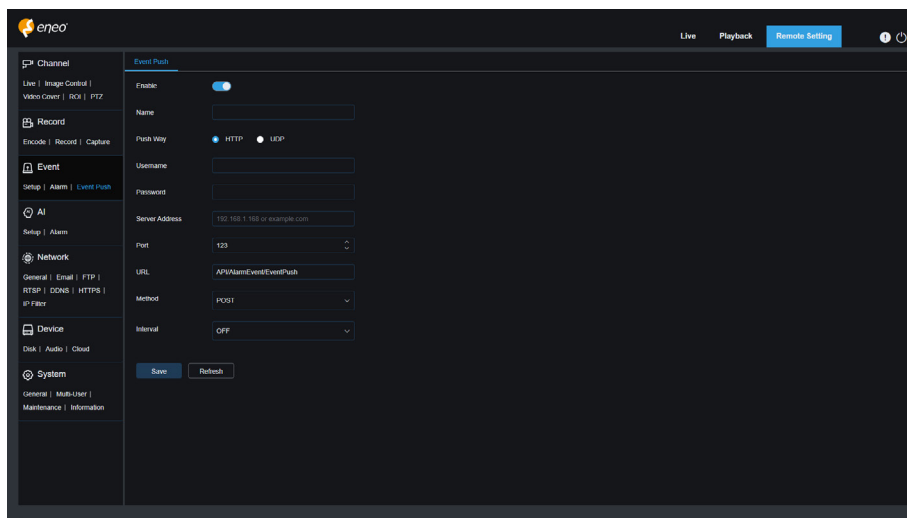 eneo
Live Playback Remote Setting
Channel
Live | Image Control |
Video Cover | ROI | PTZ
Record
Encode | Record | Capture
Event
Setup | Alarm | Event Push
AI
Setup | Alarm
Network
General | Email | FTP |
RTSP | DDNS | HTTPS |
IP Filter
Device
Disk | Audio | Cloud
System
General | Multi-User |
Maintenance | Information
Event Push
Enable
Name
Push Way HTTP UDP
Username
Password
Server Address 192.168.1.168 or example.com
Port 123
URL API/AlarmEvent/EventPush
Method POST
Interval OFF
Save Refresh